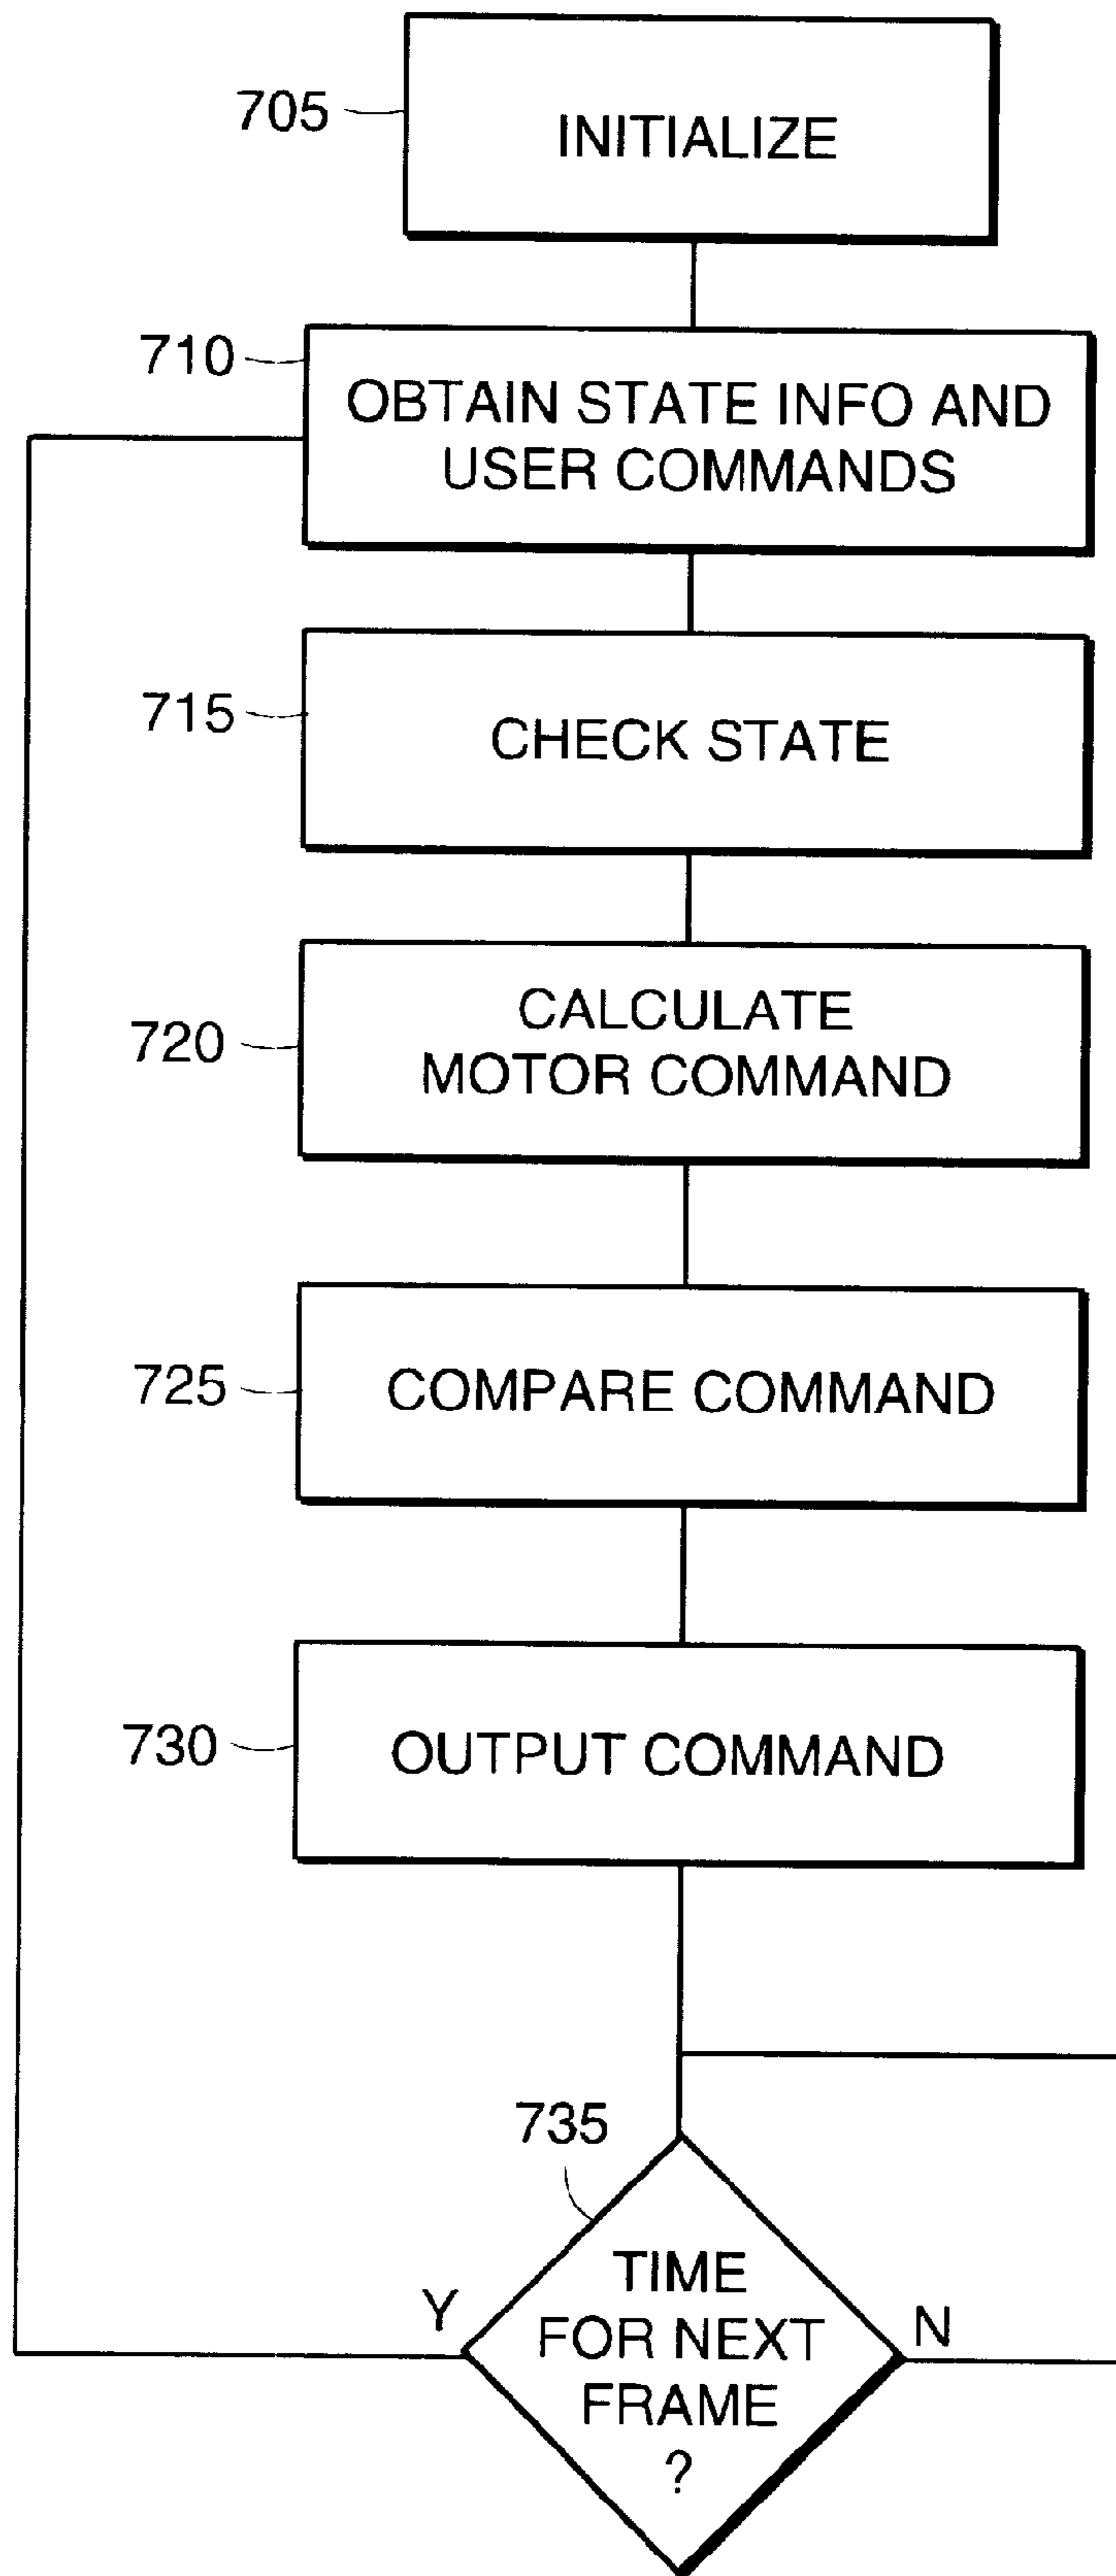 705
INITIALIZE
710
OBTAIN STATE INFO AND
USER COMMANDS
715
CHECK STATE
720
CALCULATE
MOTOR COMMAND
725
COMPARE COMMAND
730
OUTPUT COMMAND
735
TIME
FOR NEXT
FRAME
?
Y
N